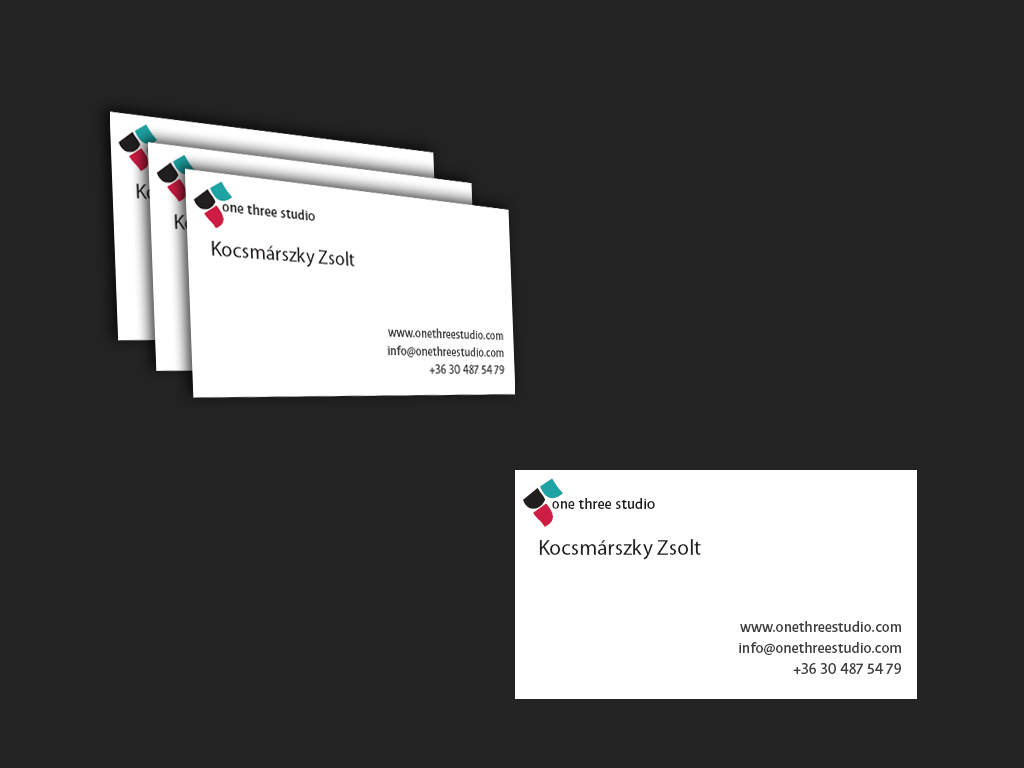 Ko
Ko
one three studio
Kocsmárszky Zsolt
www.onethreestudio.com
info@onethreestudio.com
+36 30 487 54 79
one three studio
Kocsmárszky Zsolt
www.onethreestudio.com
info@onethreestudio.com
+36 30 487 54 79